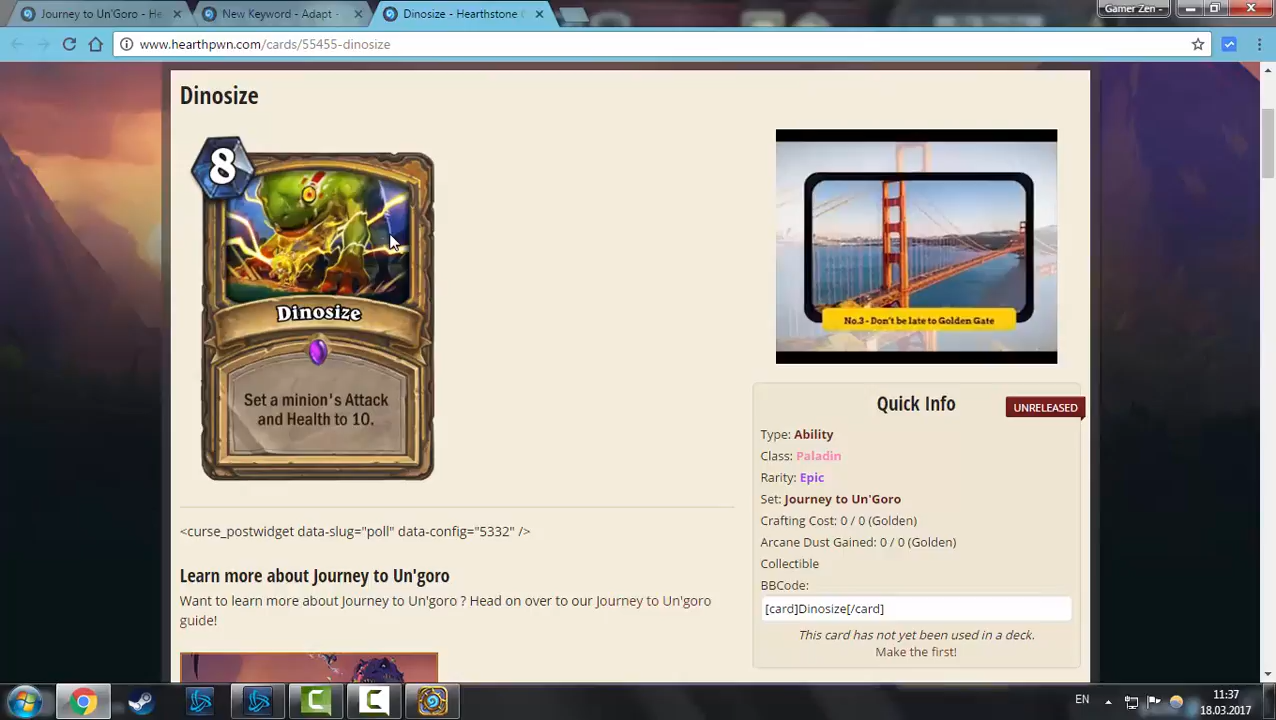 Journey to Un'Goro - He
New Keyword - Adapt -
Dinosize - Hearthstone
Gamer Zen
www.hearthpwn.com/cards/55455-dinosize
Dinosize
8
Dinosize
Set a minion's Attack
and Health to 10.
No.3 - Don't be late to Golden Gate
Quick Info
UNRELEASED
Type: Ability
Class: Paladin
Rarity: Epic
Set: Journey to Un'Goro
Crafting Cost: 0 / 0 (Golden)
Arcane Dust Gained: 0 / 0 (Golden)
Collectible
BBCode:
[card]Dinosize[/card]
This card has not yet been used in a deck.
Make the first!
<curse_postwidget data-slug="poll" data-config="5332" />
Learn more about Journey to Un'goro
Want to learn more about Journey to Un'goro ? Head on over to our Journey to Un'goro
guide!
EN
11:37
18.03.2017